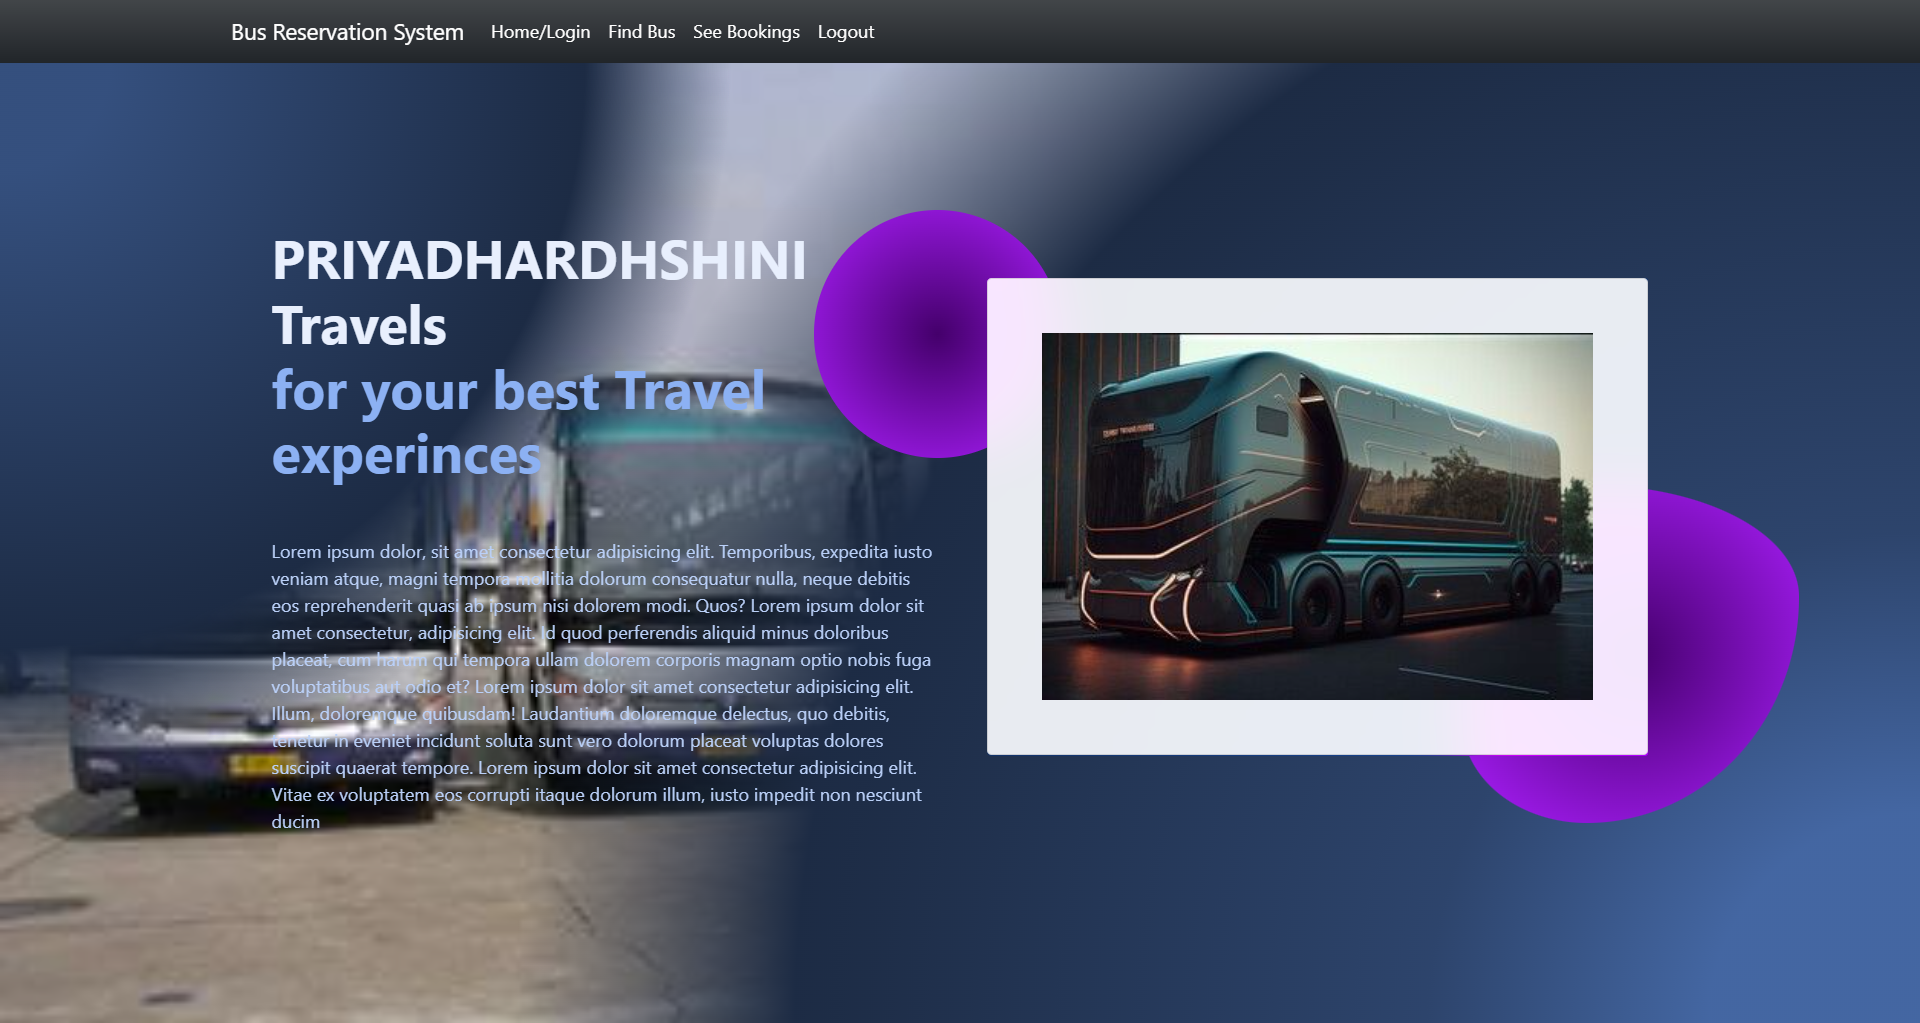 Bus Reservation System Home/Login Find Bus See Bookings Logout
PRIYADHARDHSHINI
Travels
for your best Travel
experinces
Lorem ipsum dolor, sit amet consectetur adipisicing elit. Temporibus, expedita iusto
veniam atque, magni tempora mollitia dolorum consequatur nulla, neque debitis
eos reprehenderit quasi ab ipsum nisi dolorem modi. Quos? Lorem ipsum dolor sit
amet consectetur, adipisicing elit. Id quod perferendis aliquid minus doloribus
placeat, cum harum qui tempora ullam dolorem corporis magnam optio nobis fuga
voluptatibus aut odio et? Lorem ipsum dolor sit amet consectetur adipisicing elit.
Illum, doloremque quibusdam! Laudantium doloremque delectus, quo debitis,
tenetur in eveniet incidunt soluta sunt vero dolorum placeat voluptas dolores
suscipit quaerat tempore. Lorem ipsum dolor sit amet consectetur adipisicing elit.
Vitae ex voluptatem eos corrupti itaque dolorum illum, iusto impedit non nesciunt
ducim